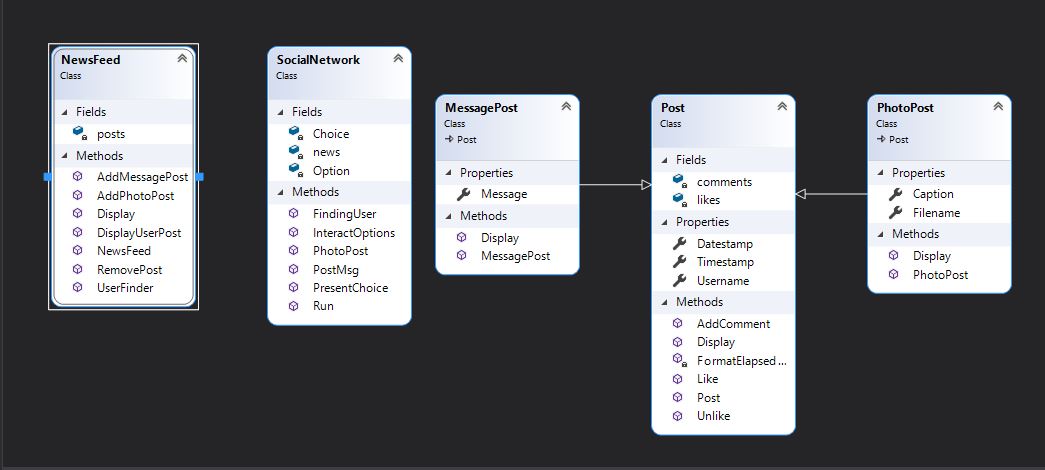 NewsFeed
Class
Fields
posts
Methods
AddMessagePost
AddPhotoPost
Display
DisplayUserPost
NewsFeed
RemovePost
UserFinder
SocialNetwork
Class
Fields
Choice
news
Option
Methods
FindingUser
InteractOptions
PhotoPost
PostMsg
PresentChoice
Run
MessagePost
Class
Post
Properties
Message
Methods
Display
MessagePost
Post
Class
Fields
comments
likes
Properties
Datestamp
Timestamp
Username
Methods
AddComment
Display
FormatElapsed...
Like
Post
Unlike
PhotoPost
Class
Post
Properties
Caption
Filename
Methods
Display
PhotoPost